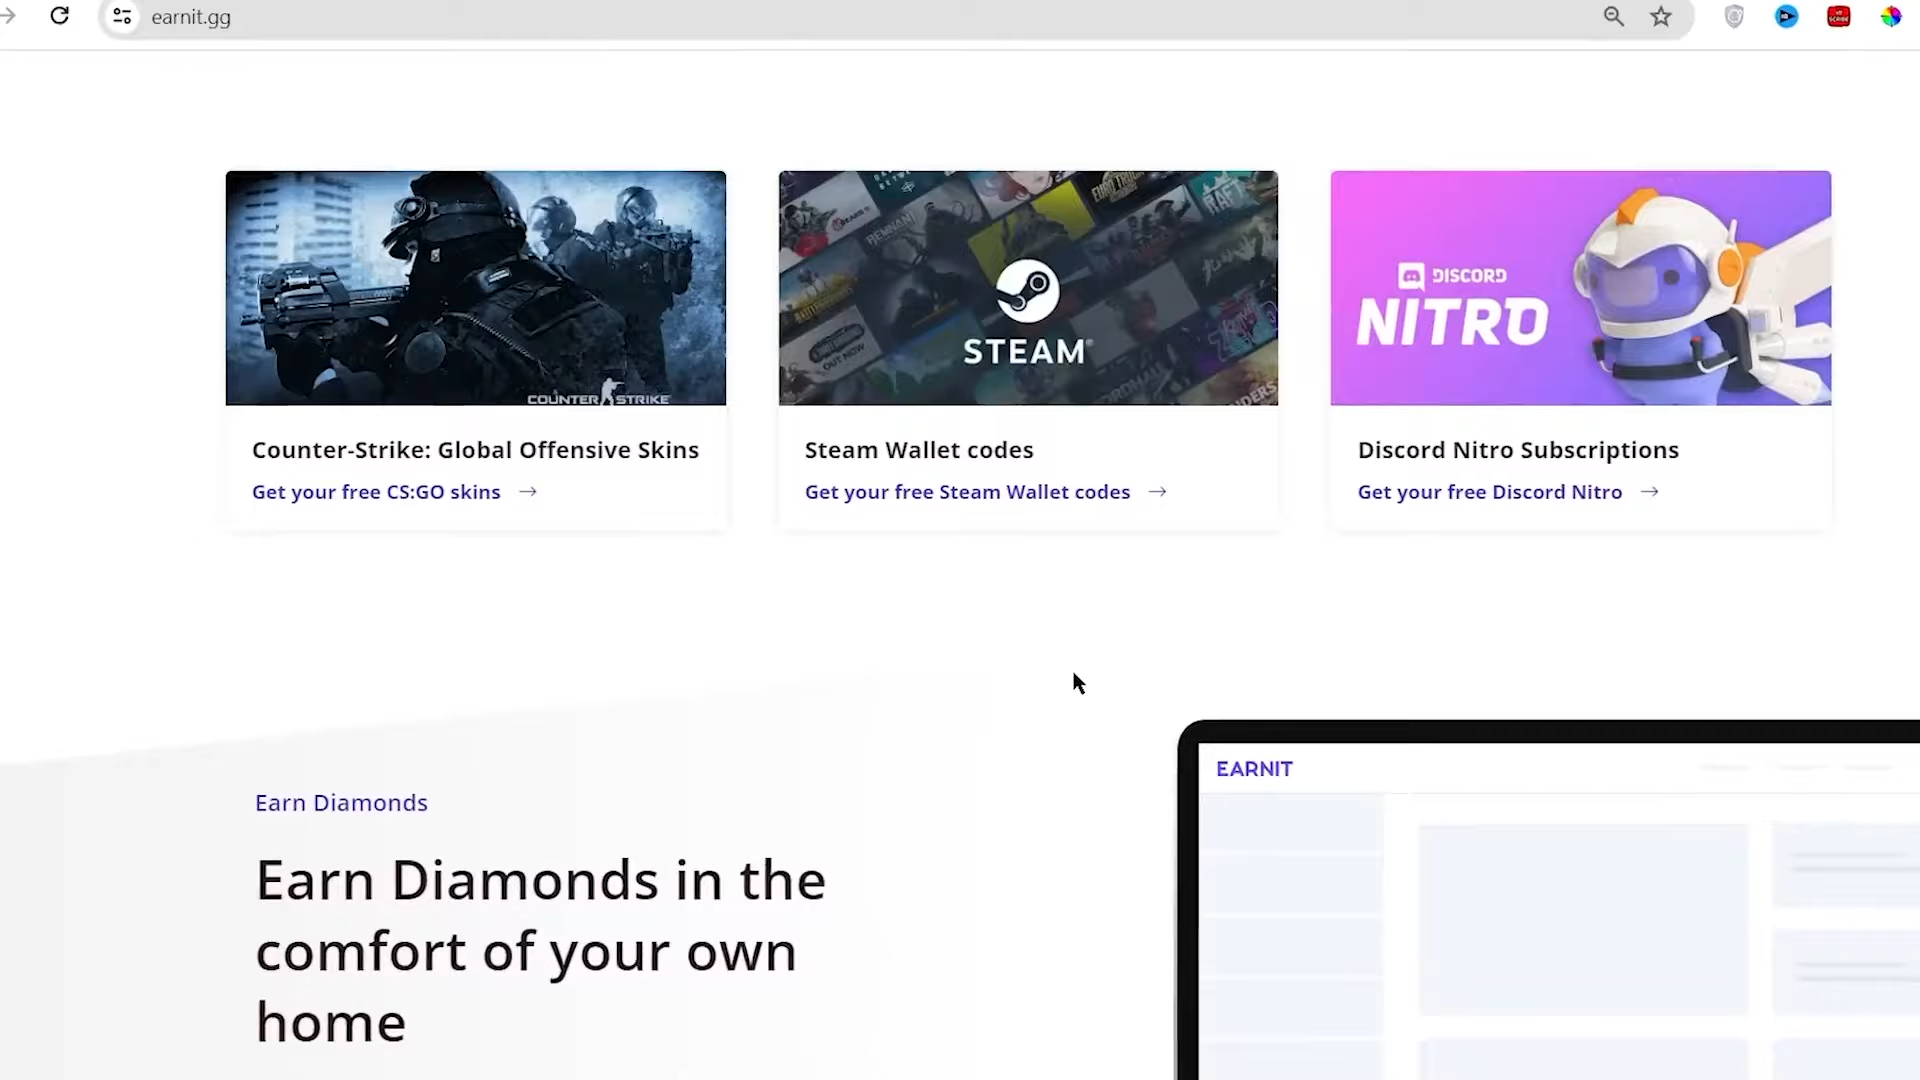 earnit.gg
COUNTER STRIKE
STEAM
DISCORD
NITRO
Counter-Strike: Global Offensive Skins
Get your free CS:GO skins →
Steam Wallet codes
Get your free Steam Wallet codes →
Discord Nitro Subscriptions
Get your free Discord Nitro →
Earn Diamonds
Earn Diamonds in the
comfort of your own
home
EARNIT